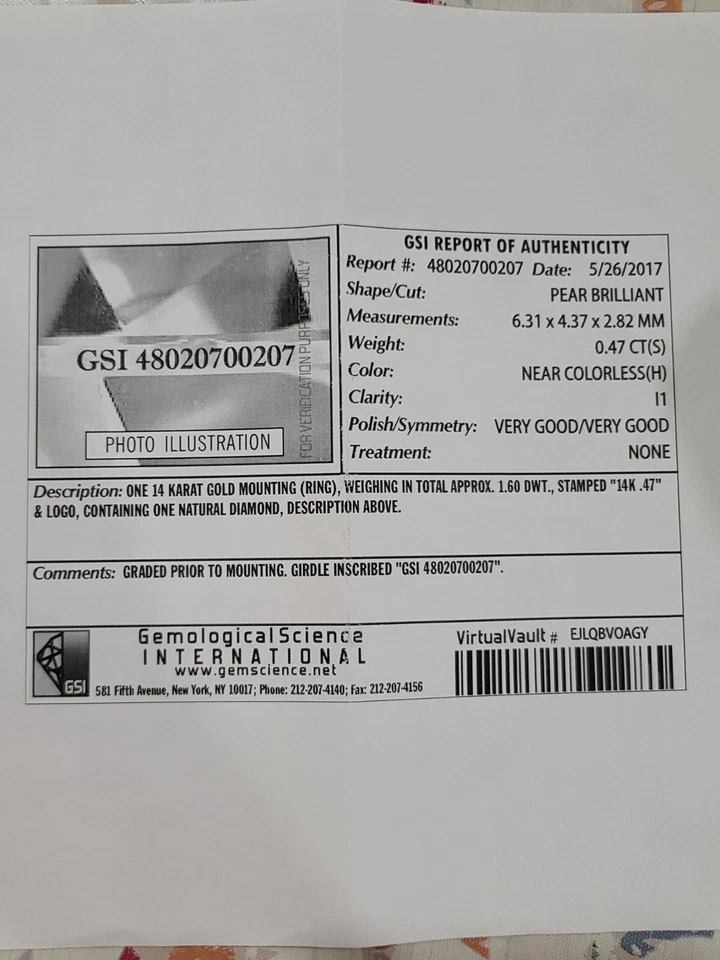 GSI REPORT OF AUTHENTICITY
Report #: 48020700207 Date: 5/26/2017
Shape/Cut: PEAR BRILLIANT
Measurements: 6.31 x 4.37 x 2.82 MM
Weight: 0.47 CT(S)
Color: NEAR COLORLESS(H)
Clarity: I1
Polish/Symmetry: VERY GOOD/VERY GOOD
Treatment: NONE
GSI 48020700207
FOR VERIFICATION PURPOSES ONLY
PHOTO ILLUSTRATION
Description: ONE 14 KARAT GOLD MOUNTING (RING), WEIGHING IN TOTAL APPROX. 1.60 DWT., STAMPED "14K .47"
& LOGO, CONTAINING ONE NATURAL DIAMOND, DESCRIPTION ABOVE.
Comments: GRADED PRIOR TO MOUNTING. GIRDLE INSCRIBED "GSI 48020700207".
GSI
Gemological Science
INTERNATIONAL
www.gemscience.net
581 Fifth Avenue, New York, NY 10017; Phone: 212-207-4140; Fax: 212-207-4156
VirtualVault # EJLQBVOAGY